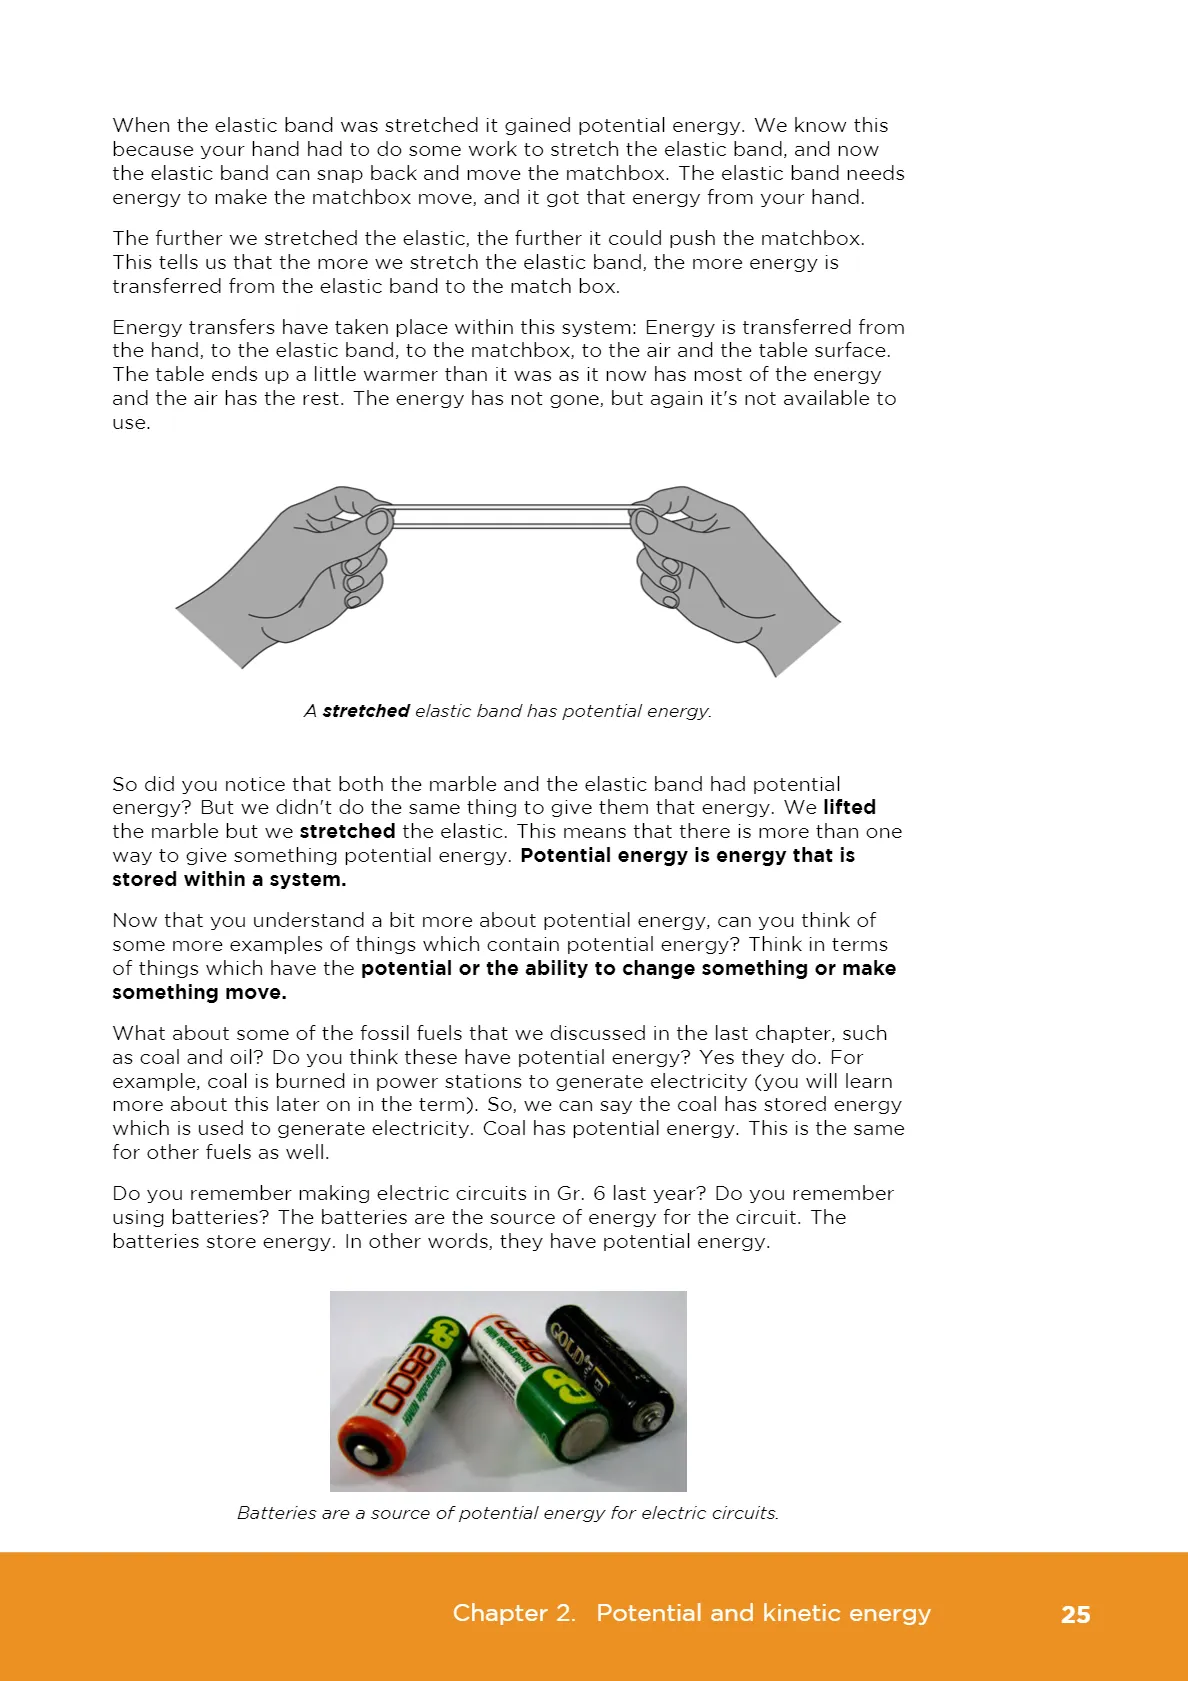 When the elastic band was stretched it gained potential energy. We know this
because your hand had to do some work to stretch the elastic band, and now
the elastic band can snap back and move the matchbox. The elastic band needs
energy to make the matchbox move, and it got that energy from your hand.
The further we stretched the elastic, the further it could push the matchbox.
This tells us that the more we stretch the elastic band, the more energy is
transferred from the elastic band to the match box.
Energy transfers have taken place within this system: Energy is transferred from
the hand, to the elastic band, to the matchbox, to the air and the table surface.
The table ends up a little warmer than it was as it now has most of the energy
and the air has the rest. The energy has not gone, but again it's not available to
use.
A stretched elastic band has potential energy.
So did you notice that both the marble and the elastic band had potential
energy? But we didn't do the same thing to give them that energy. We lifted
the marble but we stretched the elastic. This means that there is more than one
way to give something potential energy. Potential energy is energy that is
stored within a system.
Now that you understand a bit more about potential energy, can you think of
some more examples of things which contain potential energy? Think in terms
of things which have the potential or the ability to change something or make
something move.
What about some of the fossil fuels that we discussed in the last chapter, such
as coal and oil? Do you think these have potential energy? Yes they do. For
example, coal is burned in power stations to generate electricity (you will learn
more about this later on in the term). So, we can say the coal has stored energy
which is used to generate electricity. Coal has potential energy. This is the same
for other fuels as well.
Do you remember making electric circuits in Gr. 6 last year? Do you remember
using batteries? The batteries are the source of energy for the circuit. The
batteries store energy. In other words, they have potential energy.
GP
2500
Rechargeable NiMH
2500
Rechargeable NiMH
GP
GOLD
Batteries are a source of potential energy for electric circuits.
Chapter 2. Potential and kinetic energy
25